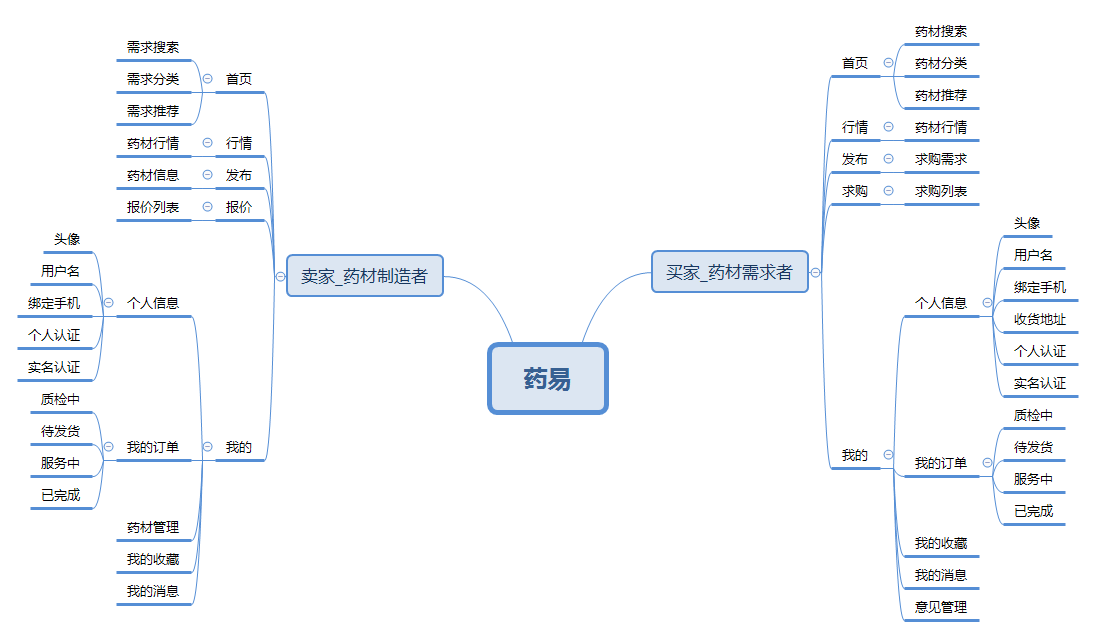 药易
卖家_药材制造者
首页
需求搜索
需求分类
需求推荐
行情
药材行情
发布
药材信息
报价
报价列表
我的
个人信息
头像
用户名
绑定手机
个人认证
实名认证
我的订单
质检中
待发货
服务中
已完成
药材管理
我的收藏
我的消息
买家_药材需求者
首页
药材搜索
药材分类
药材推荐
行情
药材行情
发布
求购需求
求购
求购列表
我的
个人信息
头像
用户名
绑定手机
收货地址
个人认证
实名认证
我的订单
质检中
待发货
服务中
已完成
我的收藏
我的消息
意见管理